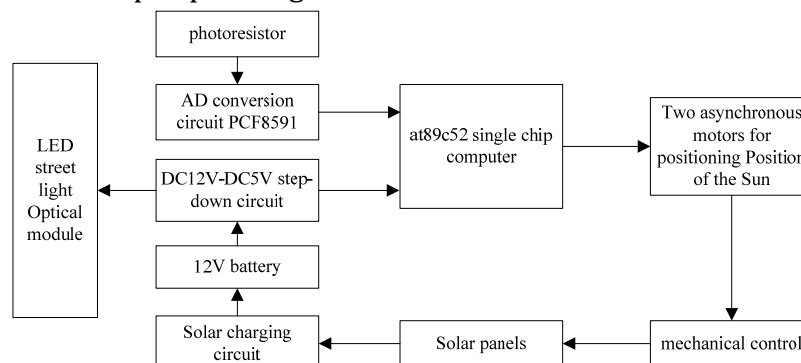 photoresistor
AD conversion
circuit PCF8591
at89c52 single chip
computer
Two asynchronous
motors for
positioning Position
of the Sun
LED
street
light
Optical
module
DC12V-DC5V step-
down circuit
12V battery
Solar charging
circuit
Solar panels
mechanical control